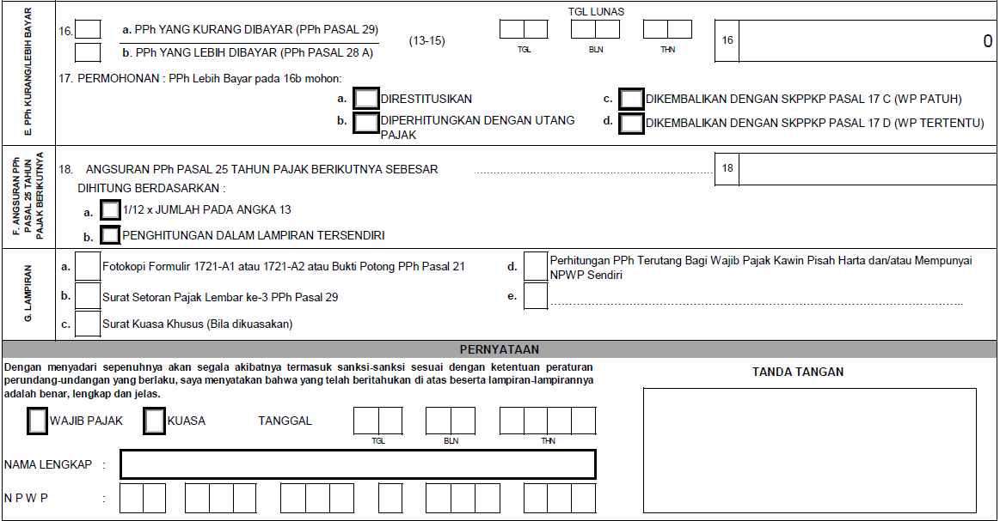 E. PPh KURANG/LEBIH BAYAR
TGL LUNAS
16. a. PPh YANG KURANG DIBAYAR (PPh PASAL 29) (13-15) 16 0
b. PPh YANG LEBIH DIBAYAR (PPh PASAL 28 A) TGL BLN THN
17. PERMOHONAN : PPh Lebih Bayar pada 16b mohon:
a. DIRESTITUSIKAN c. DIKEMBALIKAN DENGAN SKPPKP PASAL 17 C (WP PATUH)
b. DIPERHITUNGKAN DENGAN UTANG d. DIKEMBALIKAN DENGAN SKPPKP PASAL 17 D (WP TERTENTU)
PAJAK
F. ANGSURAN PPh
PASAL 25 TAHUN
PAJAK BERIKUTNYA
18. ANGSURAN PPh PASAL 25 TAHUN PAJAK BERIKUTNYA SEBESAR ........................................................................ 18
DIHITUNG BERDASARKAN :
a. 1/12 x JUMLAH PADA ANGKA 13
b. PENGHITUNGAN DALAM LAMPIRAN TERSENDIRI
G. LAMPIRAN
a. Fotokopi Formulir 1721-A1 atau 1721-A2 atau Bukti Potong PPh Pasal 21
b. Surat Setoran Pajak Lembar ke-3 PPh Pasal 29
c. Surat Kuasa Khusus (Bila dikuasakan)
d. Perhitungan PPh Terutang Bagi Wajib Pajak Kawin Pisah Harta dan/atau Mempunyai
NPWP Sendiri
e. ........................................................................................................................
PERNYATAAN
Dengan menyadari sepenuhnya akan segala akibatnya termasuk sanksi-sanksi sesuai dengan ketentuan peraturan
perundang-undangan yang berlaku, saya menyatakan bahwa yang telah beritahukan di atas beserta lampiran-lampirannya
adalah benar, lengkap dan jelas.
TANDA TANGAN
WAJIB PAJAK KUASA TANGGAL
TGL BLN THN
NAMA LENGKAP :
N P W P :